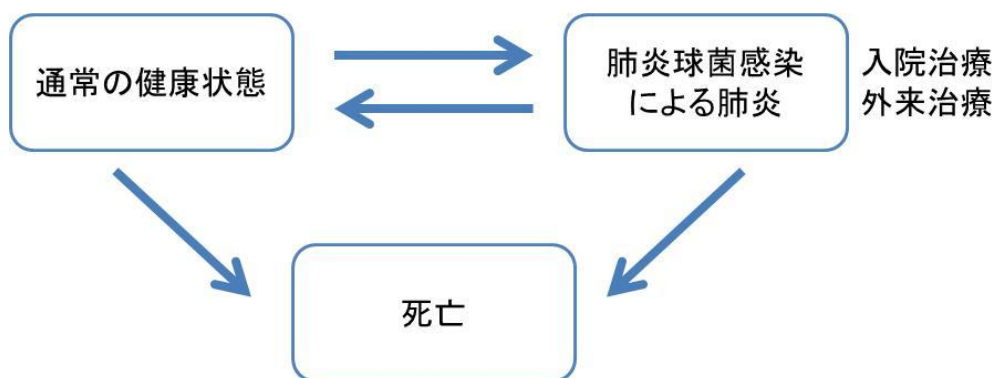 通常の健康状態
肺炎球菌感染
による肺炎
入院治療
外来治療
死亡